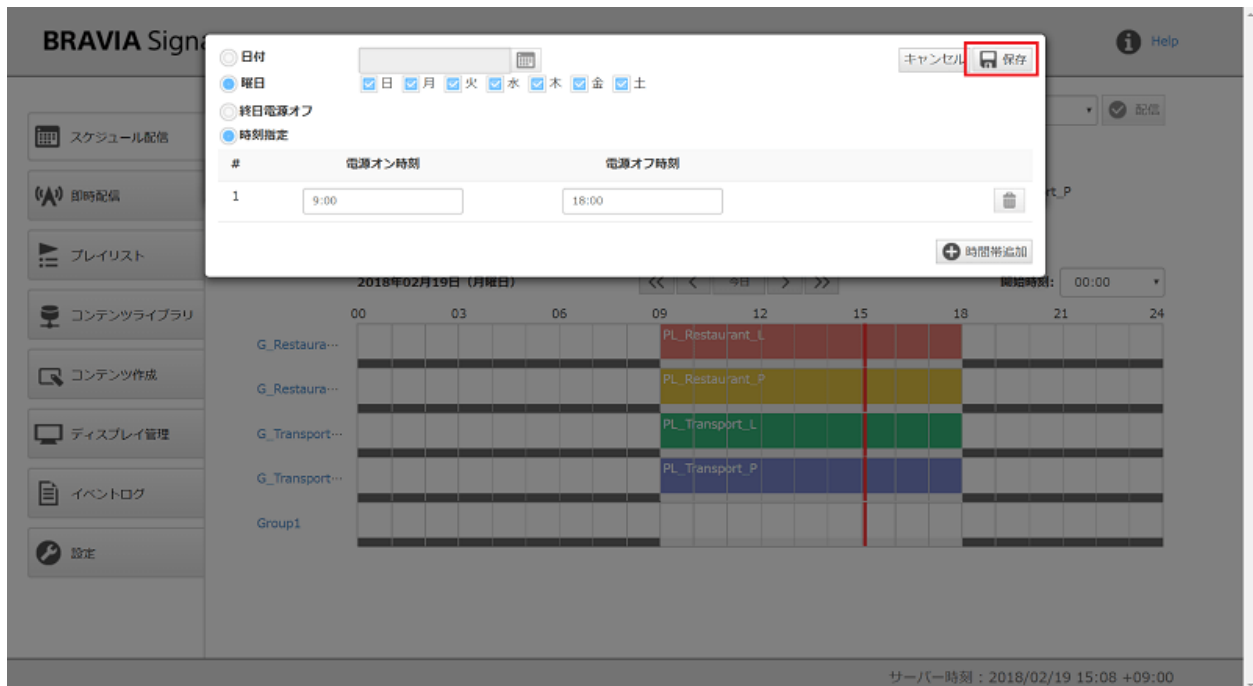 BRAVIA Signa
Help
日付
キャンセル
保存
曜日
日 月 火 水 木 金 土
終日電源オフ
時刻指定
# 電源オン時刻 電源オフ時刻
1 9:00 18:00
時間帯追加
配信
rt_P
スケジュール配信
即時配信
プレイリスト
コンテンツライブラリ
コンテンツ作成
ディスプレイ管理
イベントログ
設定
2018年02月19日 (月曜日)
<< < 今日 > >>
開始時刻: 00:00
00 03 06 09 12 15 18 21 24
G_Restaura… PL_Restaurant_L
G_Restaura… PL_Restaurant_P
G_Transport… PL_Transport_L
G_Transport… PL_Transport_P
Group1
サーバー時刻 : 2018/02/19 15:08 +09:00